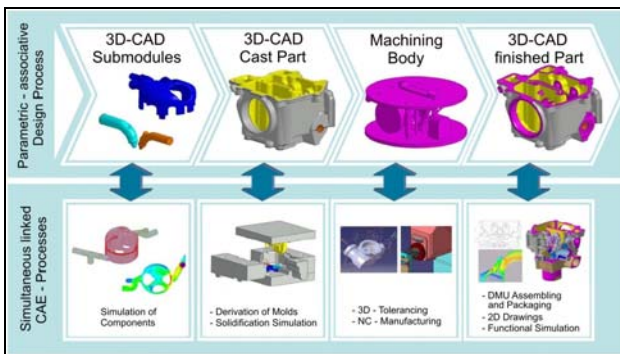 Parametric - associative
Design Process
3D-CAD
Submodules
3D-CAD
Cast Part
Machining
Body
3D-CAD
finished Part
Simultaneous linked
CAE - Processes
Simulation of
Components
- Derivation of Molds
- Solidification Simulation
- 3D - Tolerancing
- NC - Manufacturing
- DMU Assembling
and Packaging
- 2D Drawings
- Functional Simulation